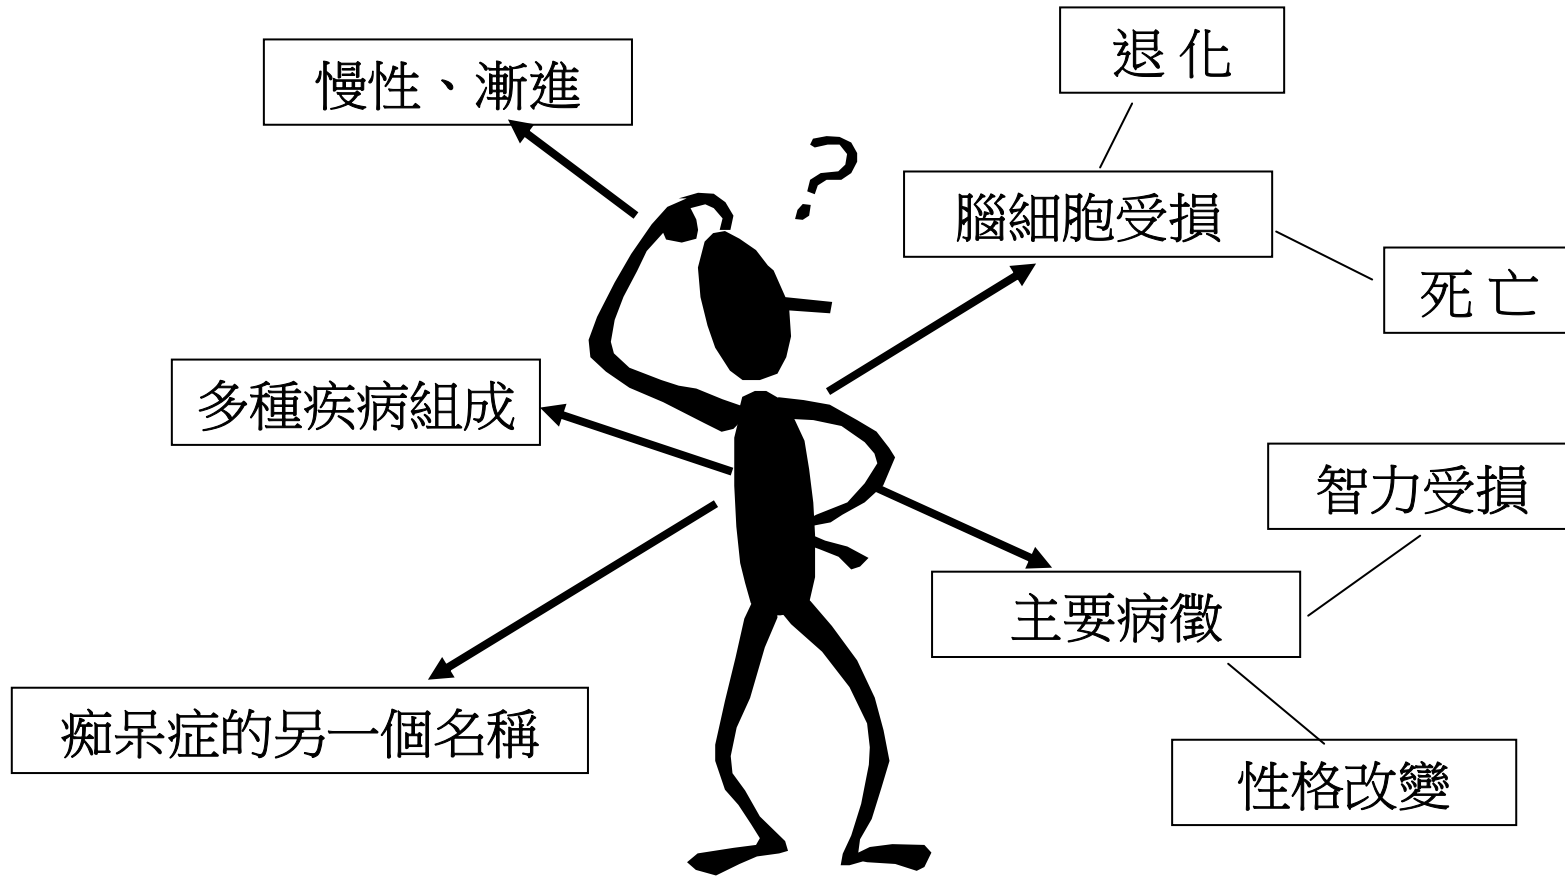 退 化
慢性、漸進
?
腦細胞受損
死 亡
多種疾病組成
智力受損
主要病徵
痴呆症的另一個名稱
性格改變